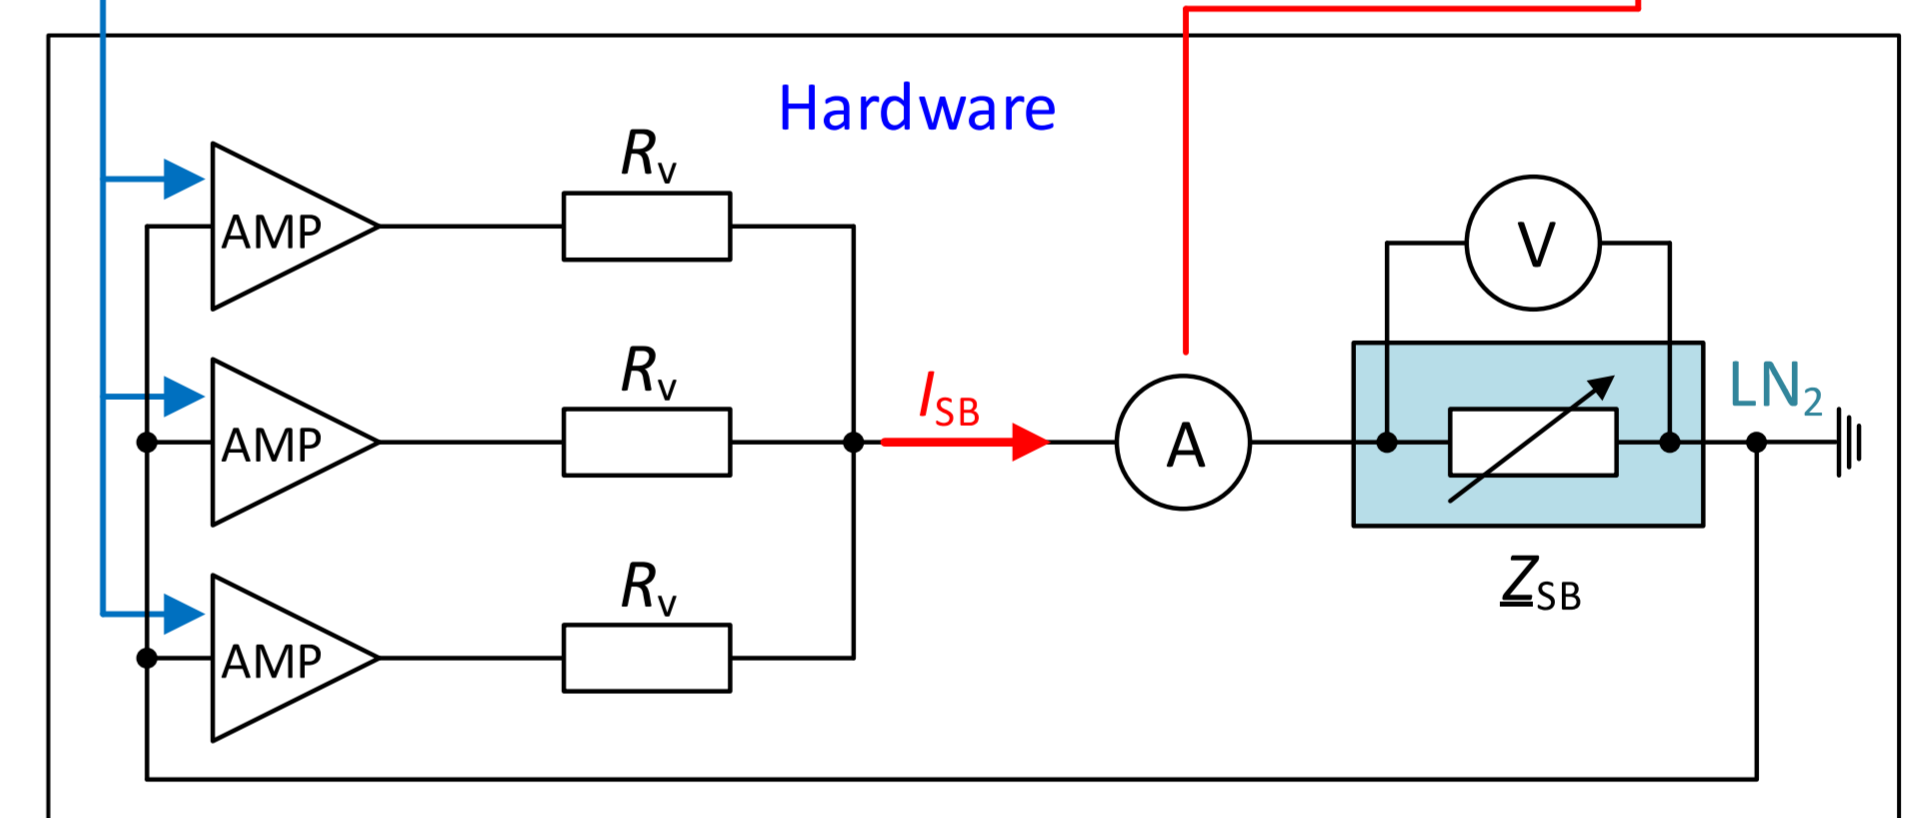 Hardware
Rv
AMP
V
Rv
ISB
LN2
AMP
A
Rv
ZSB
AMP